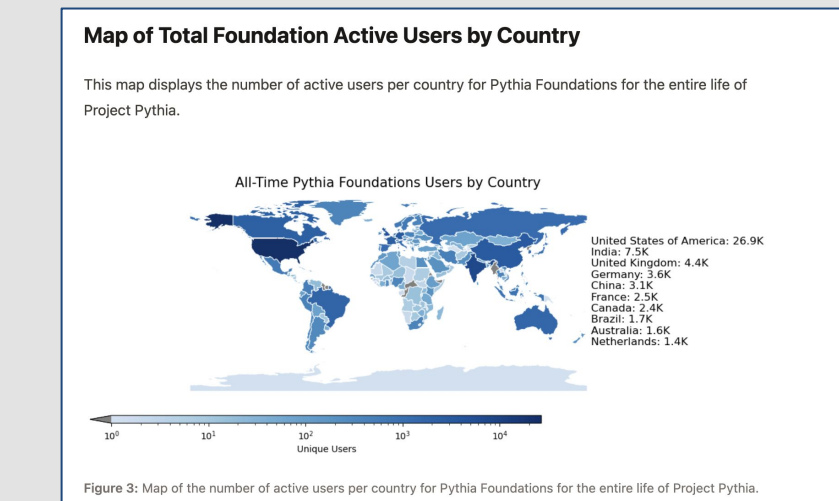 Map of Total Foundation Active Users by Country
This map displays the number of active users per country for Pythia Foundations for the entire life of
Project Pythia.
All-Time Pythia Foundations Users by Country
United States of America: 26.9K
India: 7.5K
United Kingdom: 4.4K
Germany: 3.6K
China: 3.1K
France: 2.5K
Canada: 2.4K
Brazil: 1.7K
Australia: 1.6K
Netherlands: 1.4K
10⁰ 10¹ 10² 10³ 10⁴
Unique Users
Figure 3: Map of the number of active users per country for Pythia Foundations for the entire life of Project Pythia.